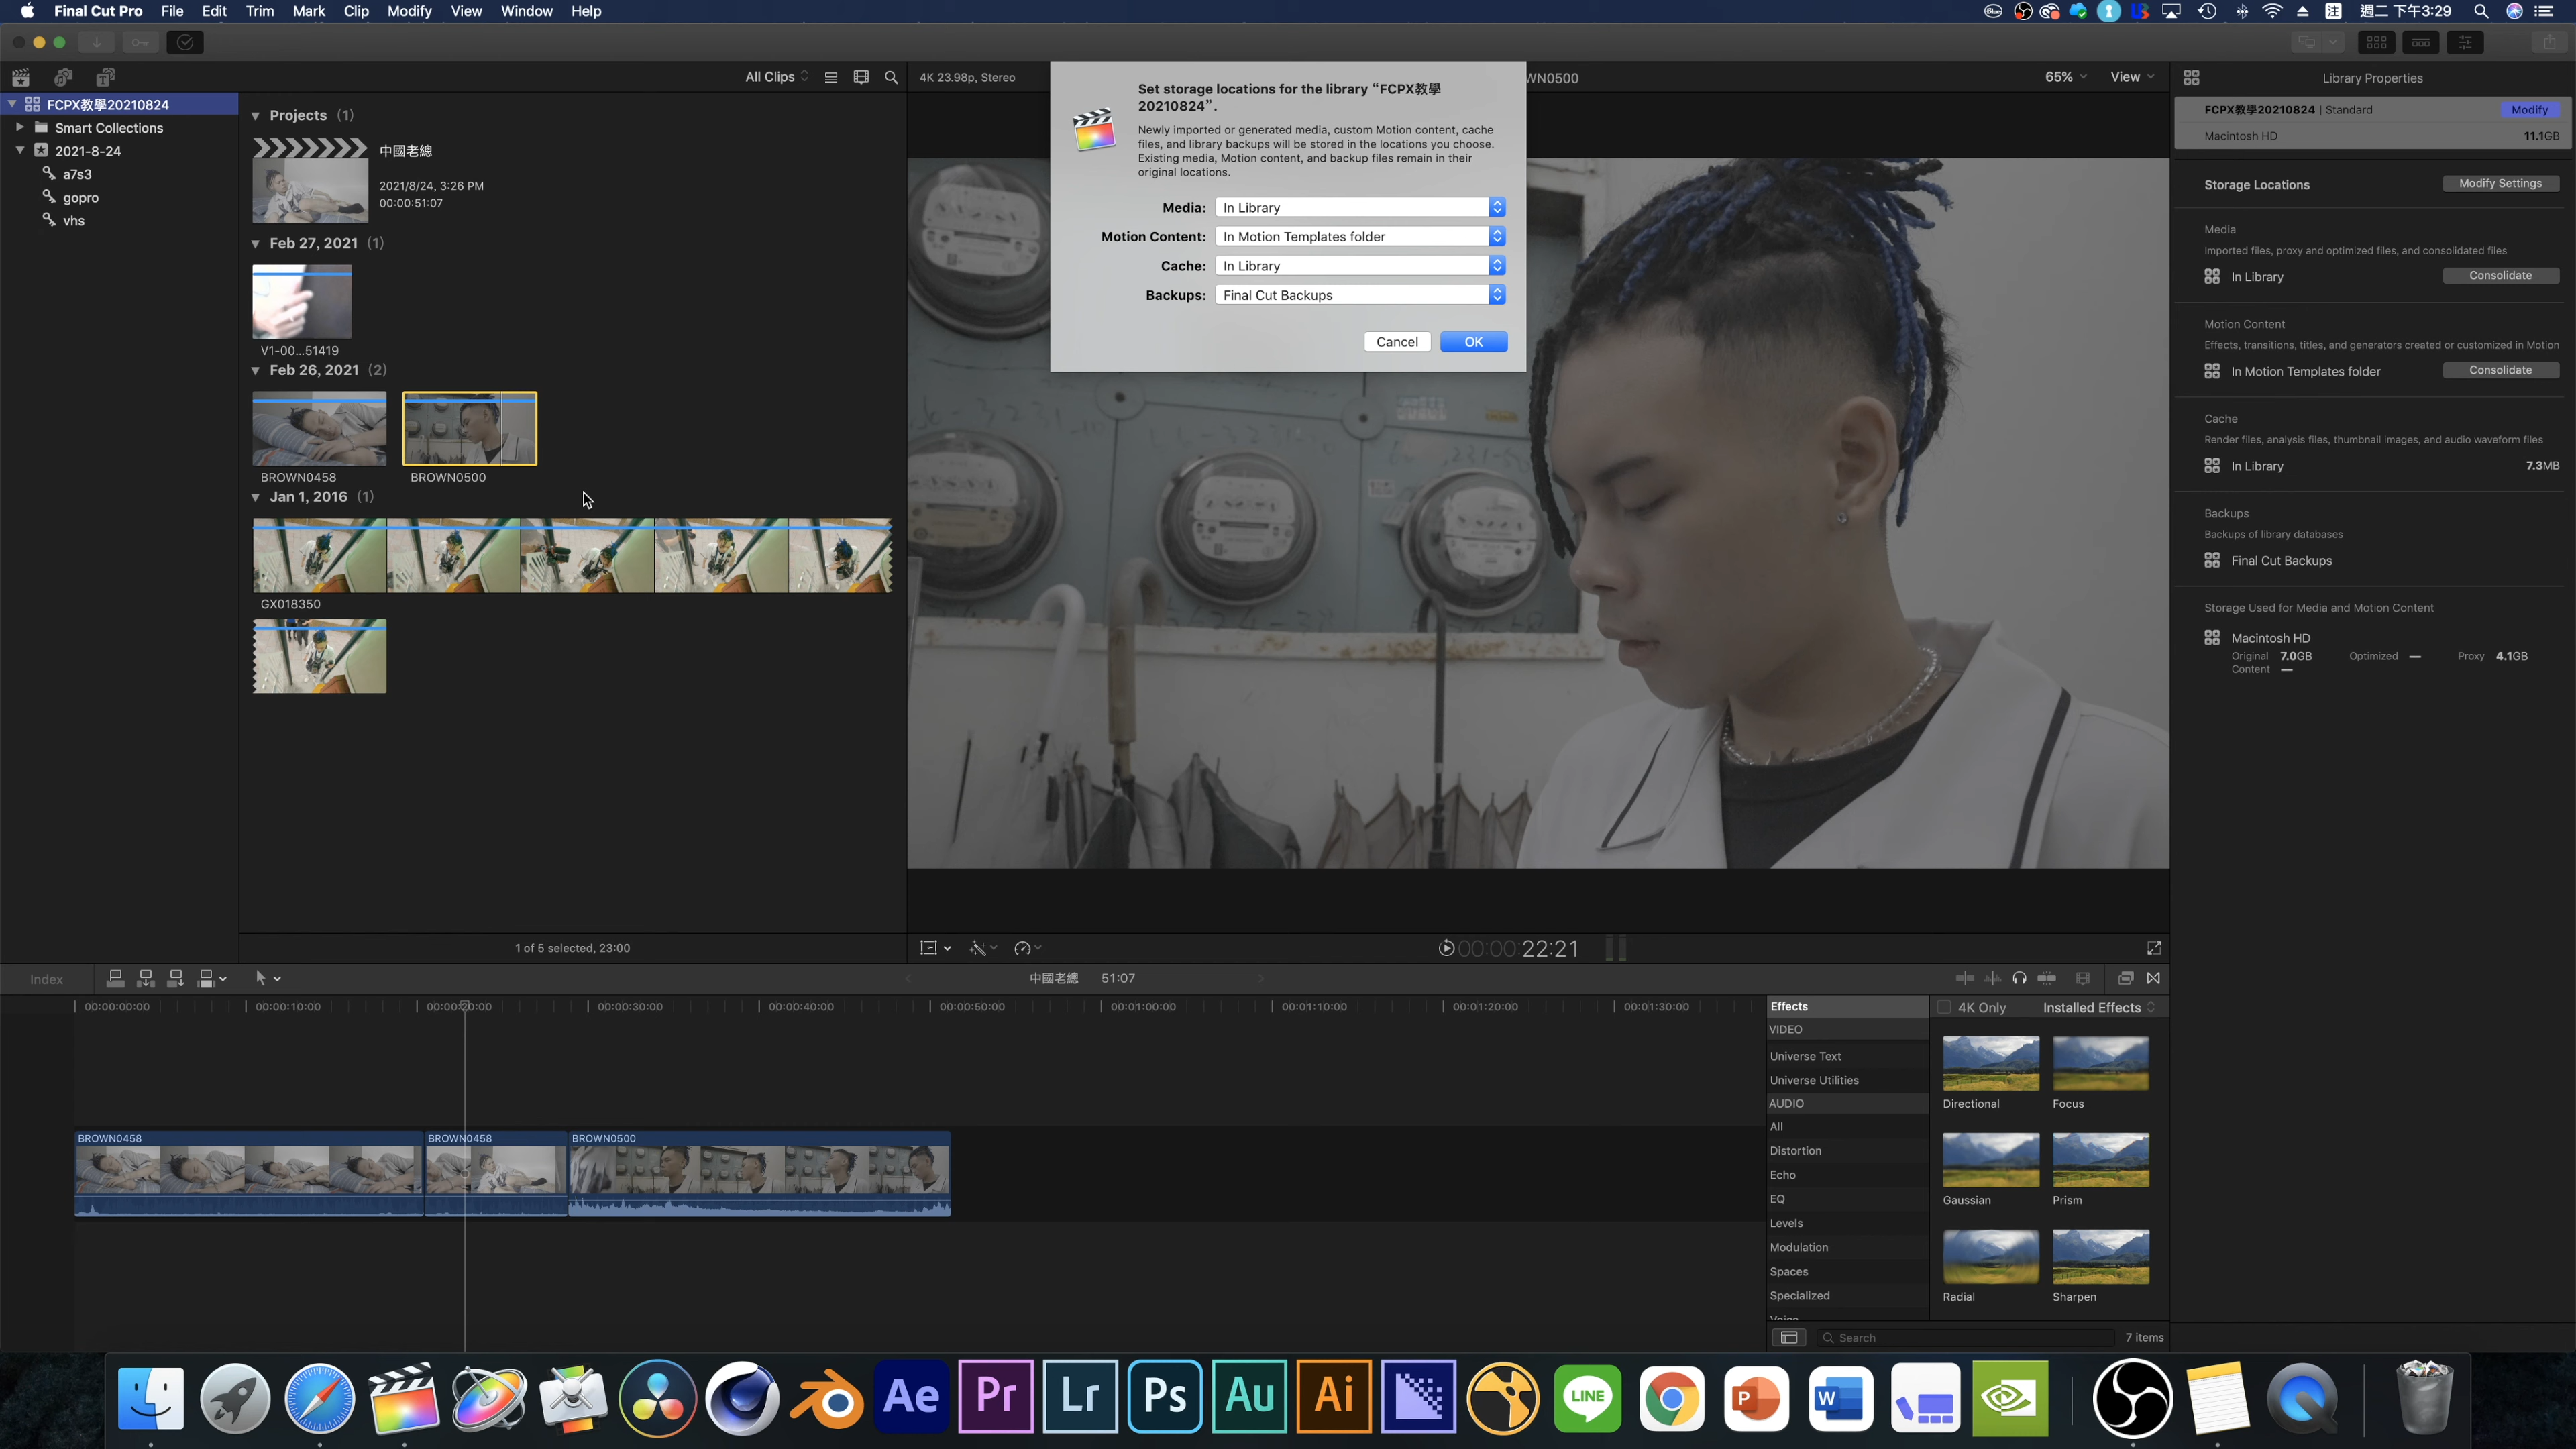 Final Cut Pro File Edit Trim Mark Clip Modify View Window Help
週二 下午3:29
All Clips
4K 23.98p, Stereo
WN0500
65% View
Library Properties
FCPX教學20210824
Smart Collections
2021-8-24
a7s3
gopro
vhs
Projects (1)
中國老總
2021/8/24, 3:26 PM
00:00:51:07
Feb 27, 2021 (1)
V1-00...51419
Feb 26, 2021 (2)
BROWN0458
BROWN0500
Jan 1, 2016 (1)
GX018350
1 of 5 selected, 23:00
Set storage locations for the library “FCPX教學
20210824”.
Newly imported or generated media, custom Motion content, cache
files, and library backups will be stored in the locations you choose.
Existing media, Motion content, and backup files remain in their
original locations.
Media: In Library
Motion Content: In Motion Templates folder
Cache: In Library
Backups: Final Cut Backups
Cancel OK
FCPX教學20210824 | Standard Modify
Macintosh HD 11.1GB
Storage Locations Modify Settings
Media
Imported files, proxy and optimized files, and consolidated files
In Library Consolidate
Motion Content
Effects, transitions, titles, and generators created or customized in Motion
In Motion Templates folder Consolidate
Cache
Render files, analysis files, thumbnail images, and audio waveform files
In Library 7.3MB
Backups
Backups of library databases
Final Cut Backups
Storage Used for Media and Motion Content
Macintosh HD
Original 7.0GB Optimized — Proxy 4.1GB
Content —
00:00:00:22:21
Index
中國老總 51:07
00:00:00:00 00:00:10:00 00:00:20:00 00:00:30:00 00:00:40:00 00:00:50:00 00:01:00:00 00:01:10:00 00:01:20:00 00:01:30:00
BROWN0458 BROWN0458 BROWN0500
Effects
VIDEO
Universe Text
Universe Utilities
AUDIO
All
Distortion
Echo
EQ
Levels
Modulation
Spaces
Specialized
Voice
4K Only Installed Effects
Directional Focus
Gaussian Prism
Radial Sharpen
Search
7 items
Ae Pr Lr Ps Au Ai LINE P W